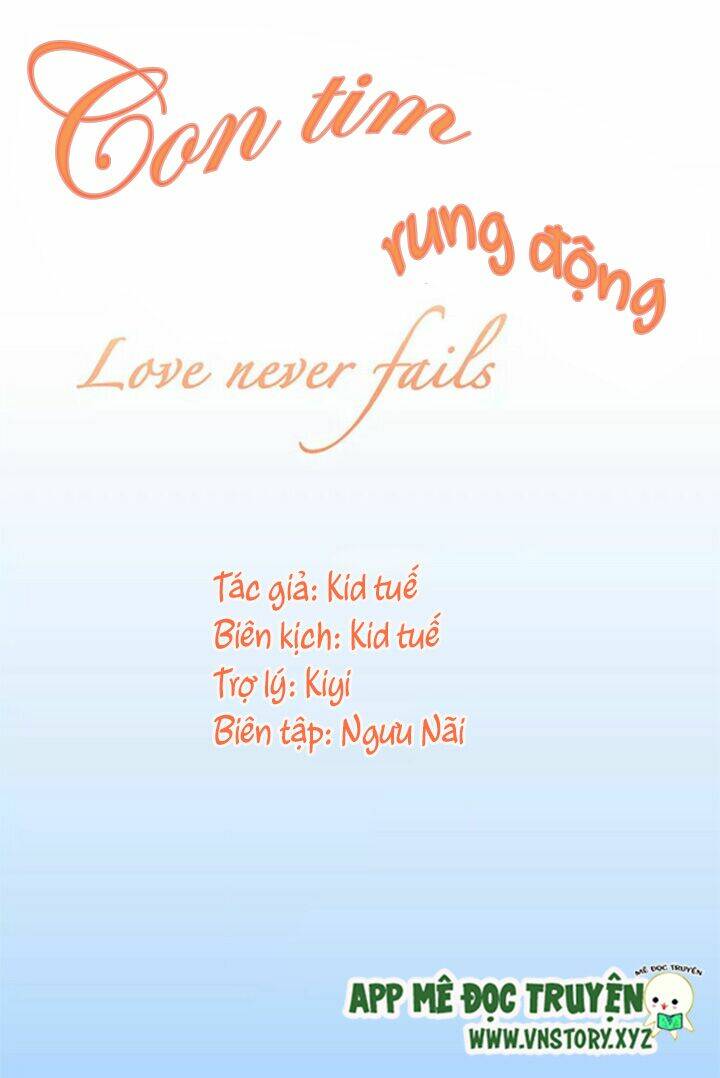 Con tim
rung động
Love never fails
Tác giả: Kid tuế
Biên kịch: Kid tuế
Trợ lý: Kiyi
Biên tập: Ngưu Nãi
MÊ ĐỌC TRUYỆN
APP MÊ ĐỌC TRUYỆN
WWW.VNSTORY.XYZ